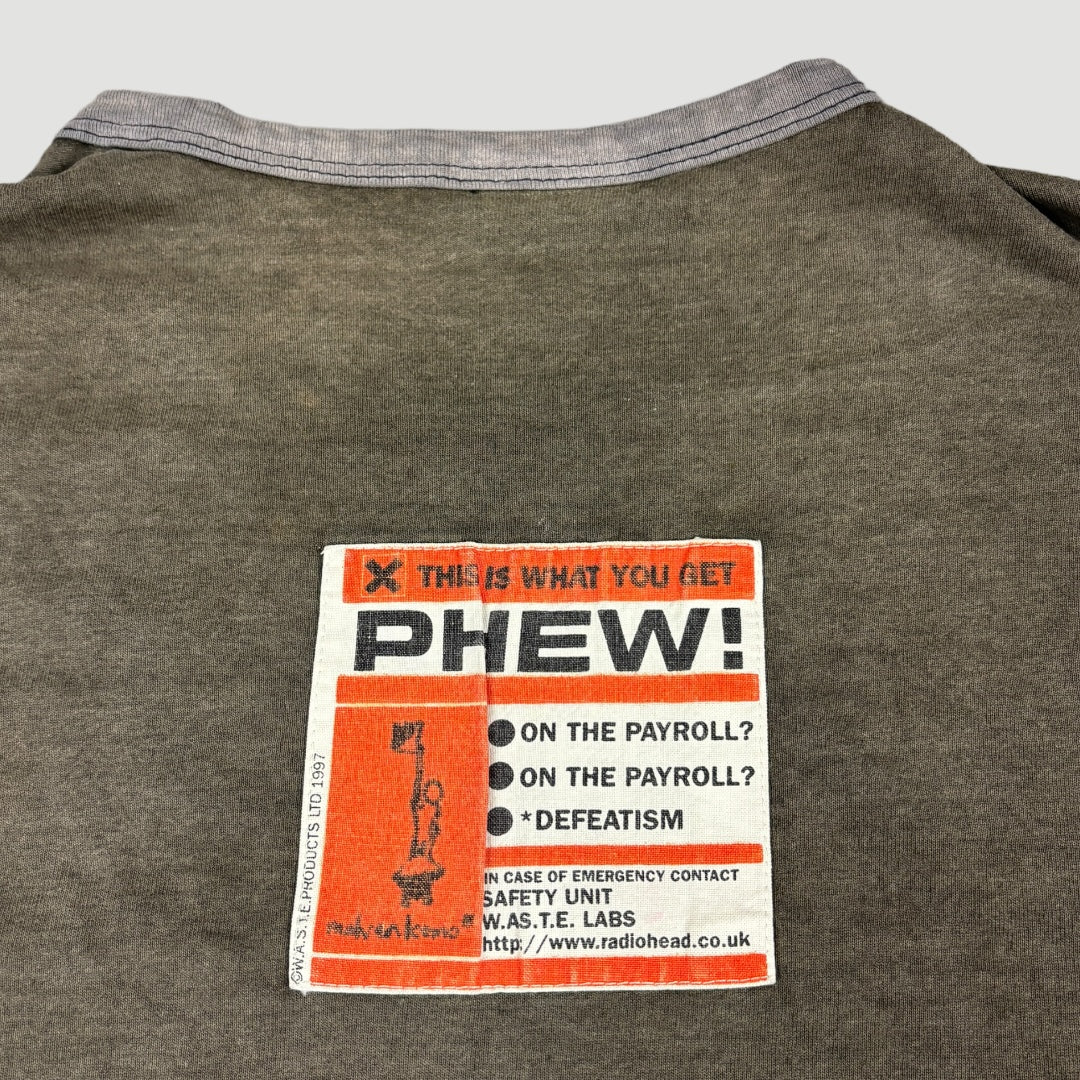 X THIS IS WHAT YOU GET
PHEW!
ON THE PAYROLL?
ON THE PAYROLL?
*DEFEATISM
IN CASE OF EMERGENCY CONTACT
SAFETY UNIT
W.AS.T.E. LABS
http://www.radiohead.co.uk
©W.A.S.T.E.PRODUCTS LTD 1997